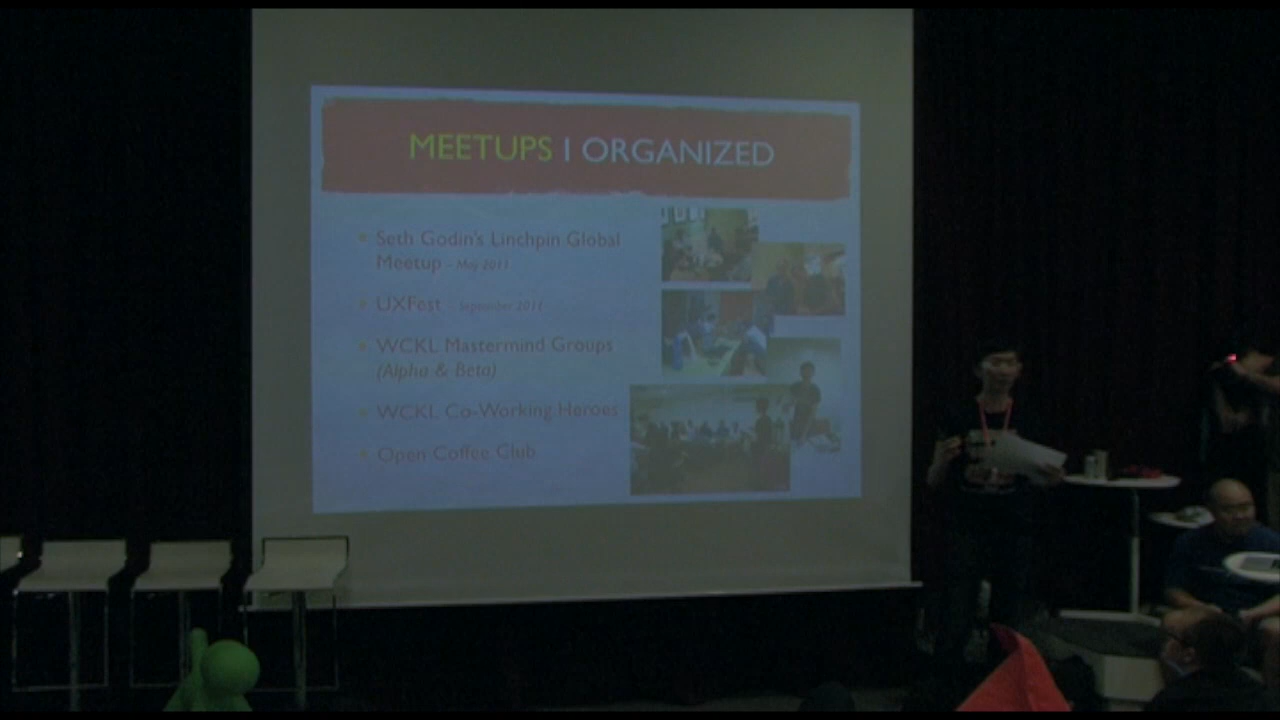 MEETUPS I ORGANIZED
Seth Godin's Linchpin Global
Meetup - May 2011
UXFest - September 2011
WCKL Mastermind Groups
(Alpha & Beta)
WCKL Co-Working Heroes
Open Coffee Club